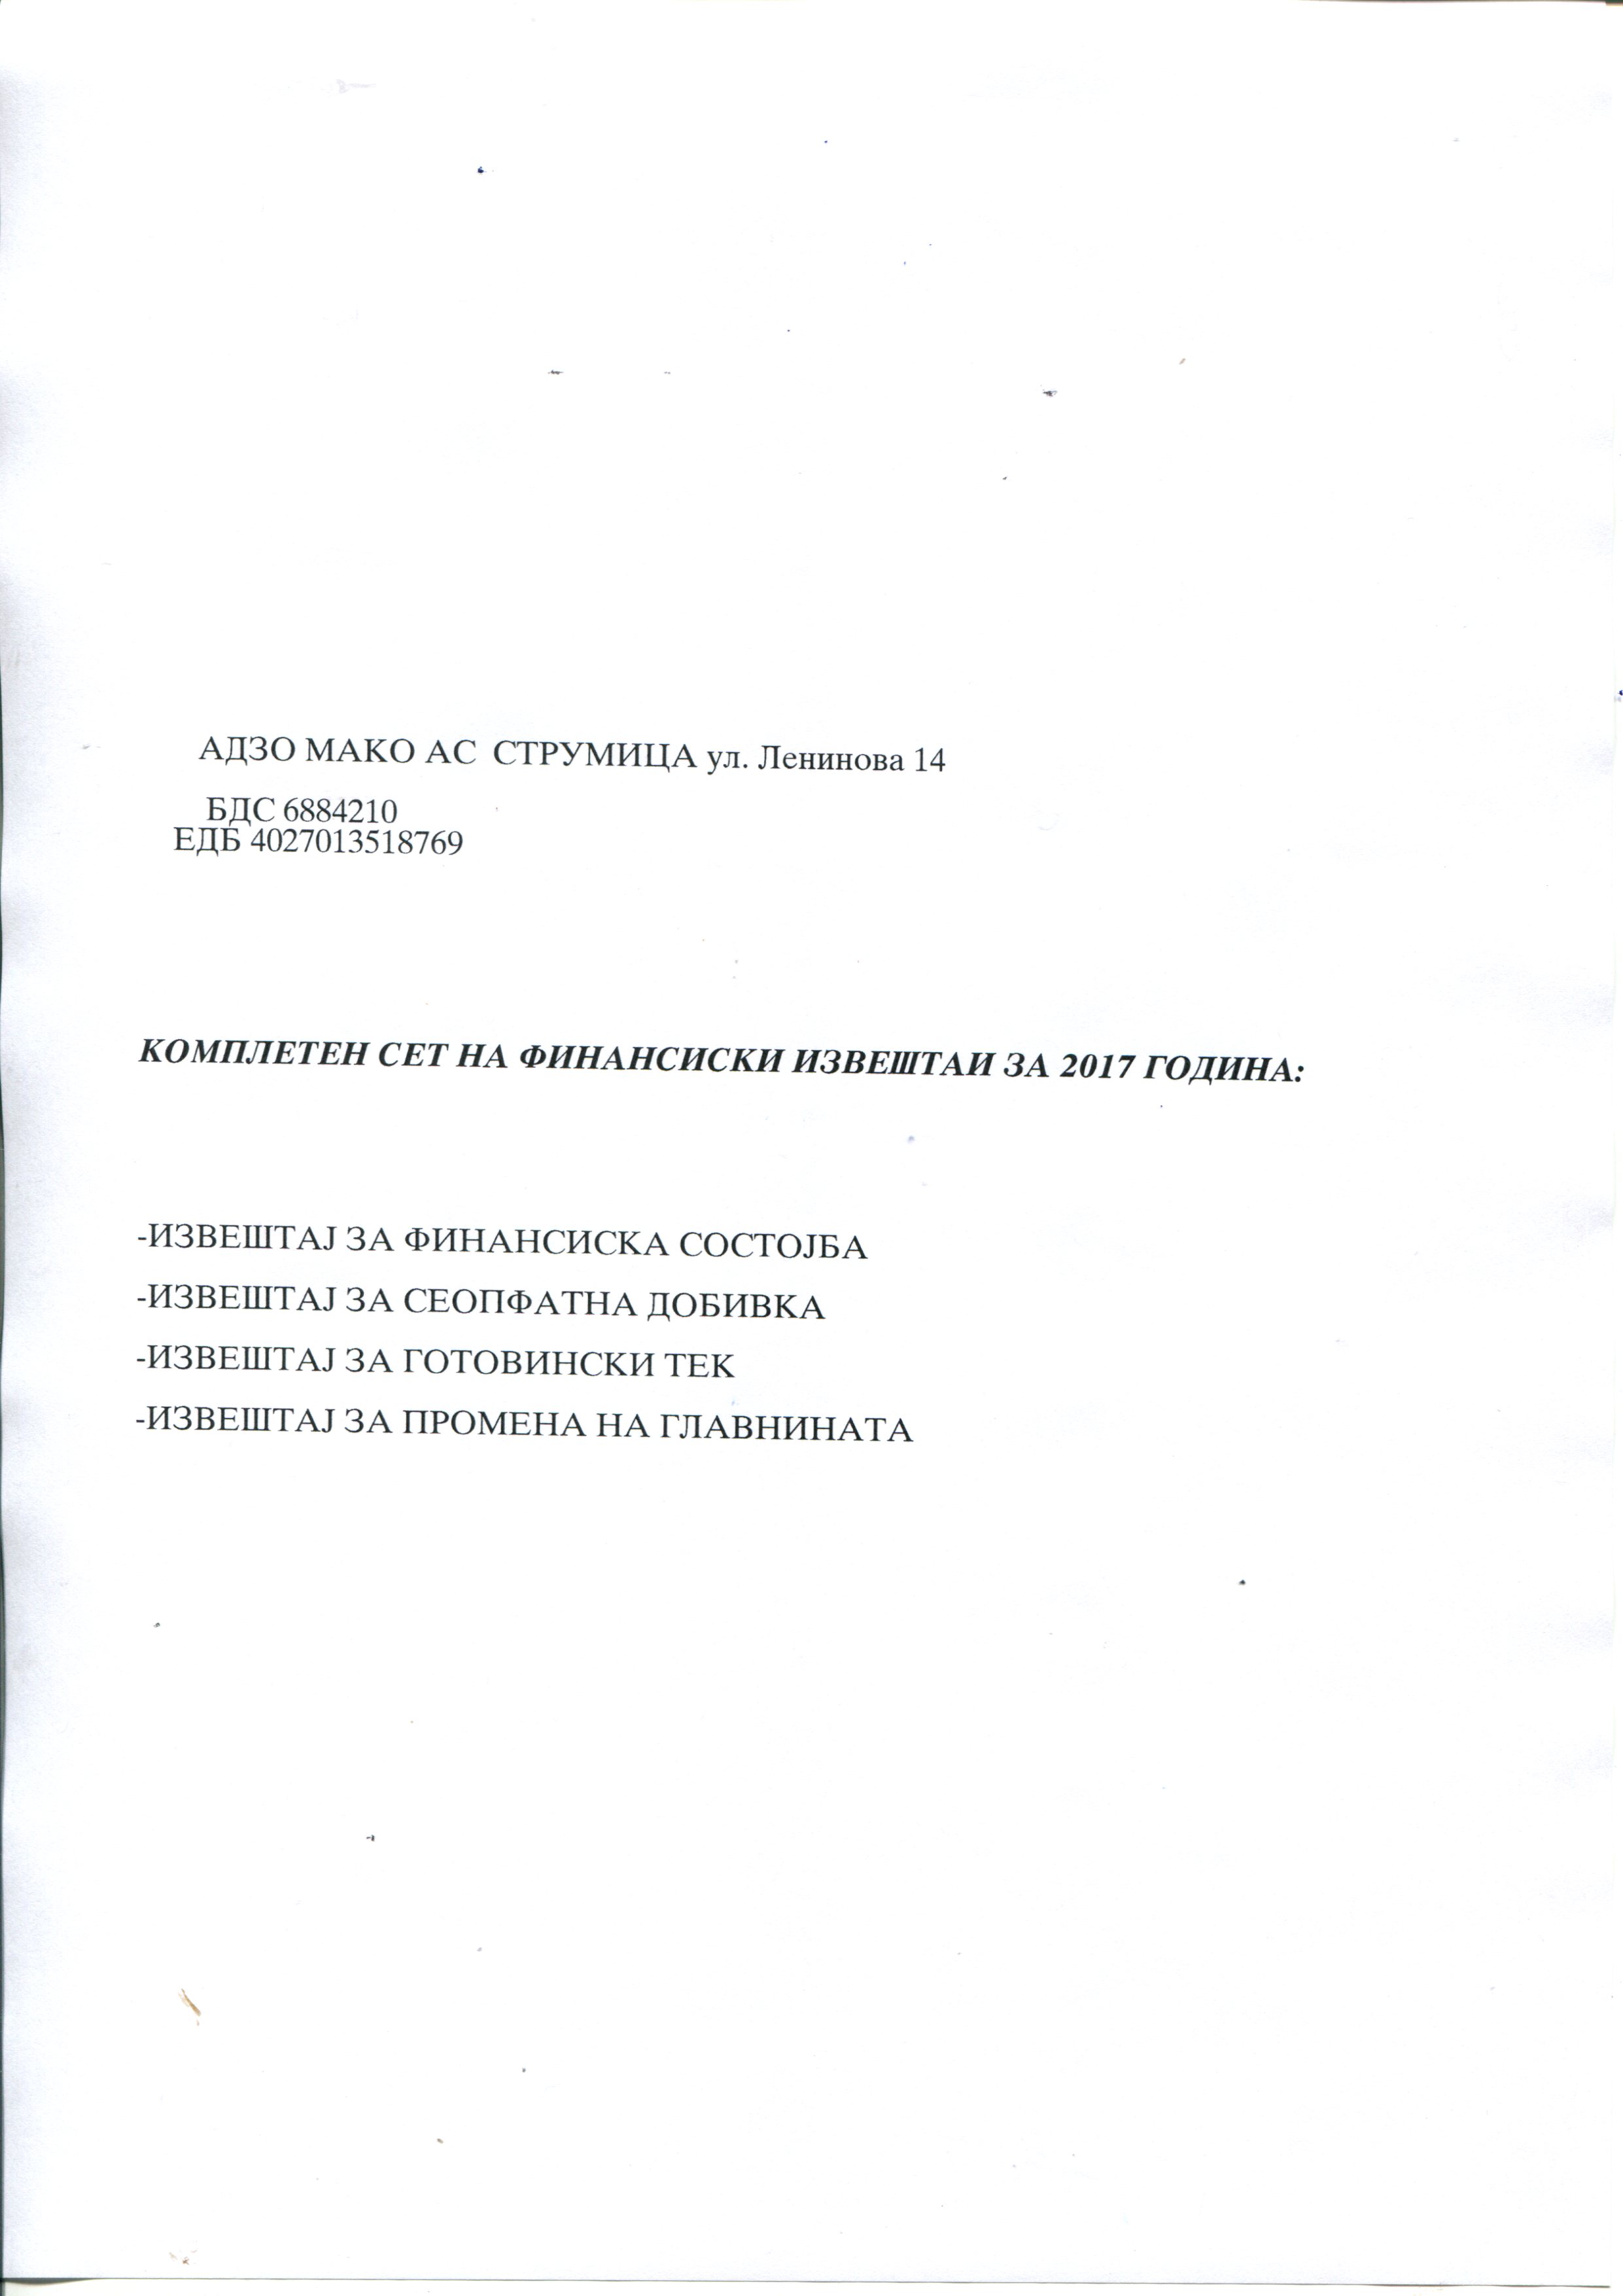 АДЗО МАКО АС СТРУМИЦА ул. Ленинова 14
БДС 6884210
ЕДБ 4027013518769
КОМПЛЕТЕН СЕТ НА ФИНАНСИСКИ ИЗВЕШТАИ ЗА 2017 ГОДИНА:
-ИЗВЕШТАЈ ЗА ФИНАНСИСКА СОСТОЈБА
-ИЗВЕШТАЈ ЗА СЕОПФАТНА ДОБИВКА
-ИЗВЕШТАЈ ЗА ГОТОВИНСКИ ТЕК
-ИЗВЕШТАЈ ЗА ПРОМЕНА НА ГЛАВНИНАТА